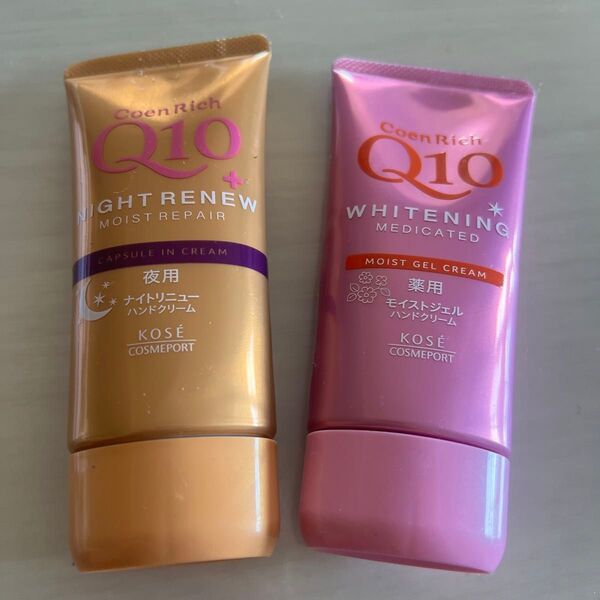 Coen Rich
Q10
NIGHT RENEW
MOIST REPAIR
CAPSULE IN CREAM
夜用
ナイトリニュー
ハンドクリーム
KOSÉ
COSMEPORT
Coen Rich
Q10
WHITENING
MEDICATED
MOIST GEL CREAM
薬用
モイストジェル
ハンドクリーム
KOSÉ
COSMEPORT